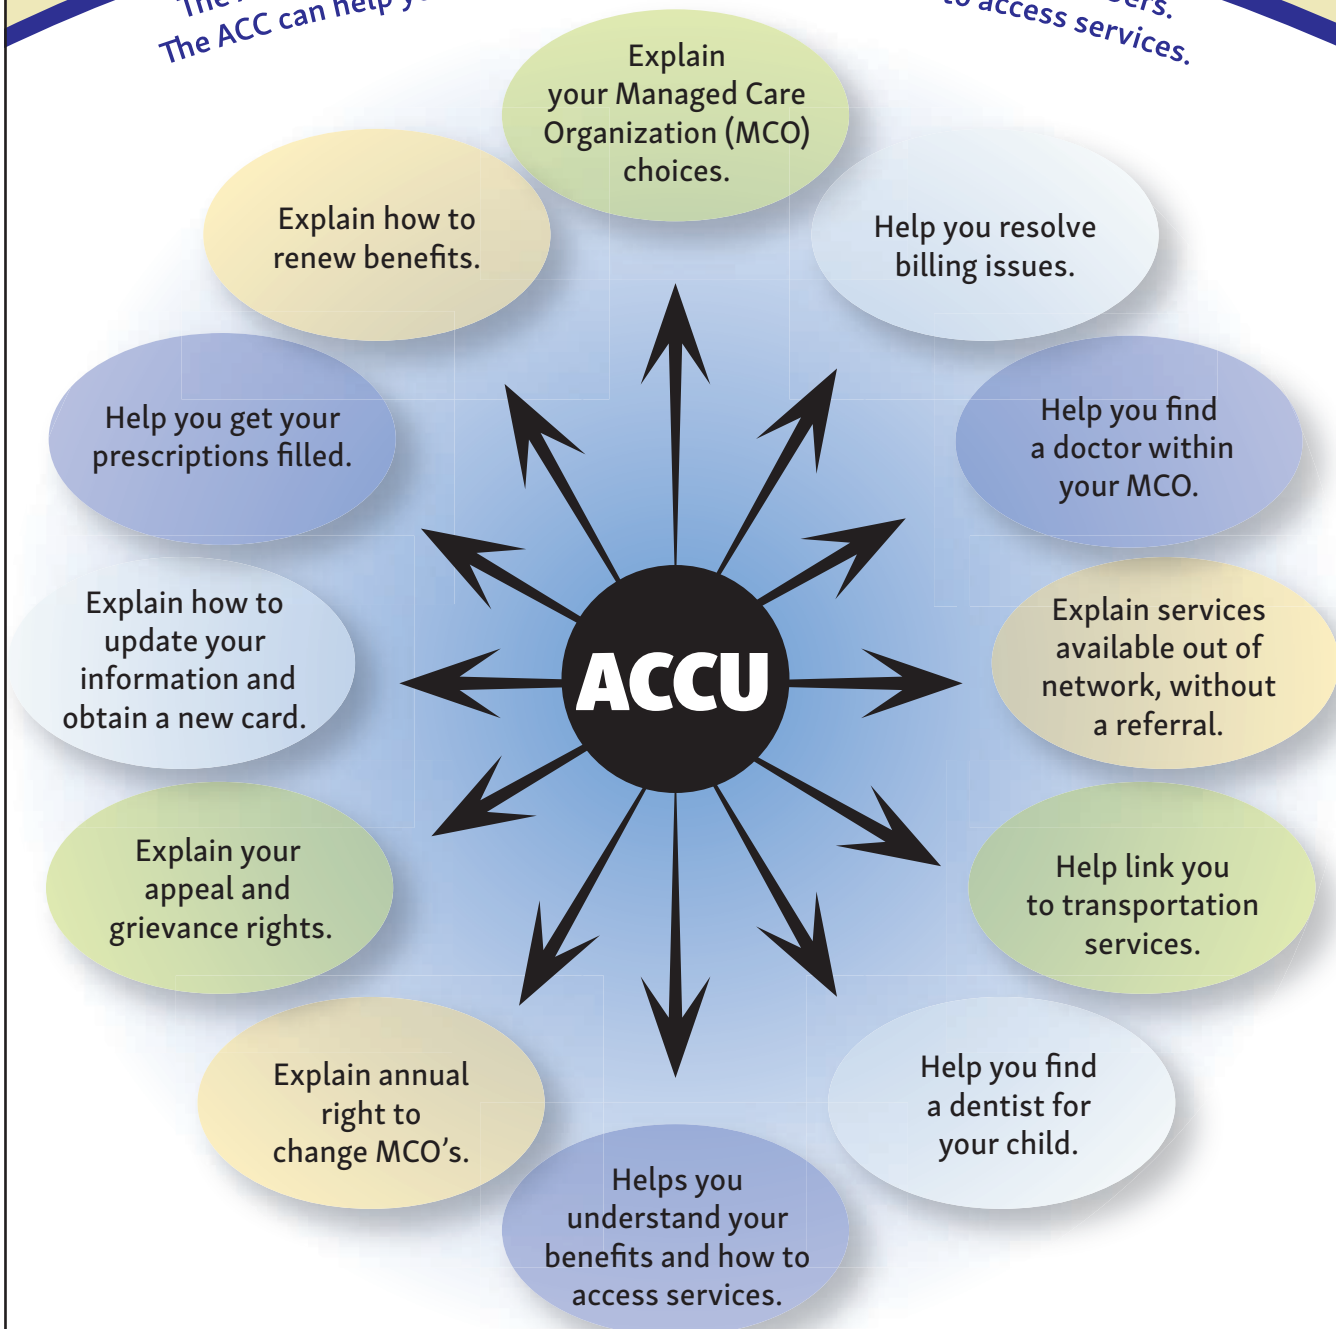 The
The ACC can help
to access services.
Explain
your Managed Care
Organization (MCO)
choices.
Help you resolve
billing issues.
Help you find
a doctor within
your MCO.
Explain services
available out of
network, without
a referral.
Help link you
to transportation
services.
Help you find
a dentist for
your child.
Helps you
understand your
benefits and how to
access services.
Explain annual
right to
change MCO's.
Explain your
appeal and
grievance rights.
Explain how to
update your
information and
obtain a new card.
Help you get your
prescriptions filled.
Explain how to
renew benefits.
ACCU